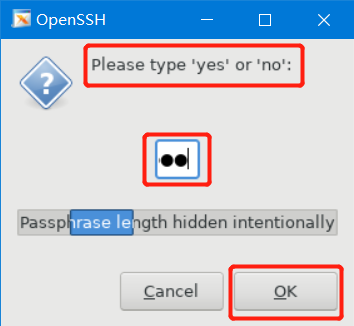 OpenSSH
Please type 'yes' or 'no':
Passphrase length hidden intentionally
Cancel
OK